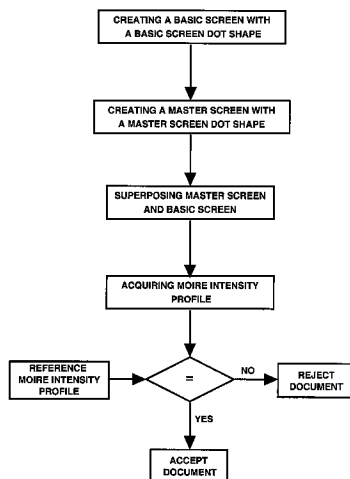 CREATING A BASIC SCREEN WITH
A BASIC SCREEN DOT SHAPE
CREATING A MASTER SCREEN WITH
A MASTER SCREEN DOT SHAPE
SUPERPOSING MASTER SCREEN
AND BASIC SCREEN
ACQUIRING MOIRE INTENSITY
PROFILE
REFERENCE
MOIRE INTENSITY
PROFILE
=
NO
REJECT
DOCUMENT
YES
ACCEPT
DOCUMENT